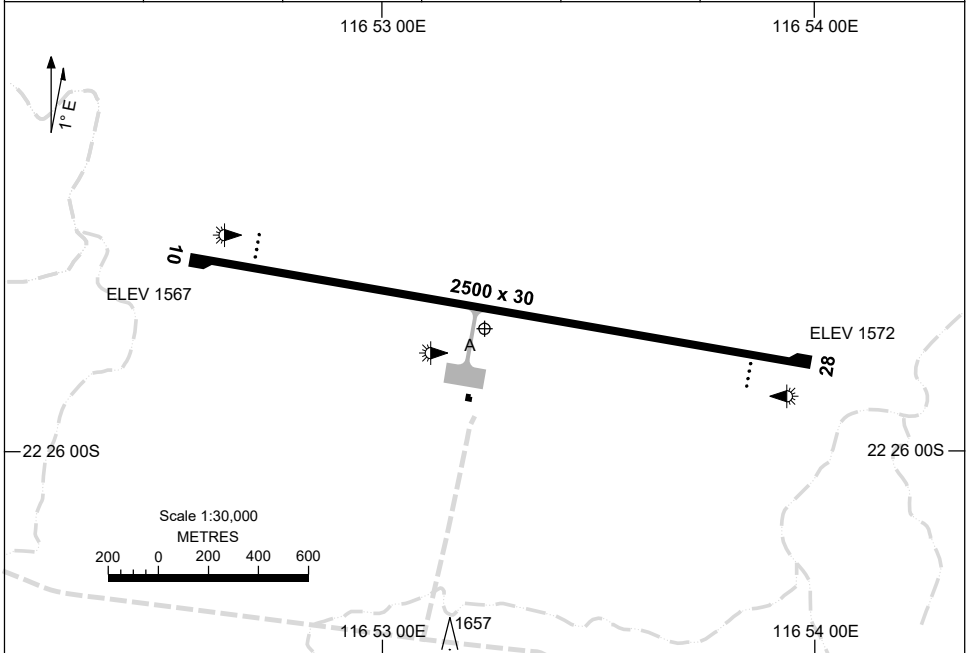 116 53 00E
116 54 00E
1° E
10
ELEV 1567
2500 x 30
ELEV 1572
28
A
22 26 00S
22 26 00S
Scale 1:30,000
METRES
200 0 200 400 600
116 53 00E
1657
116 54 00E